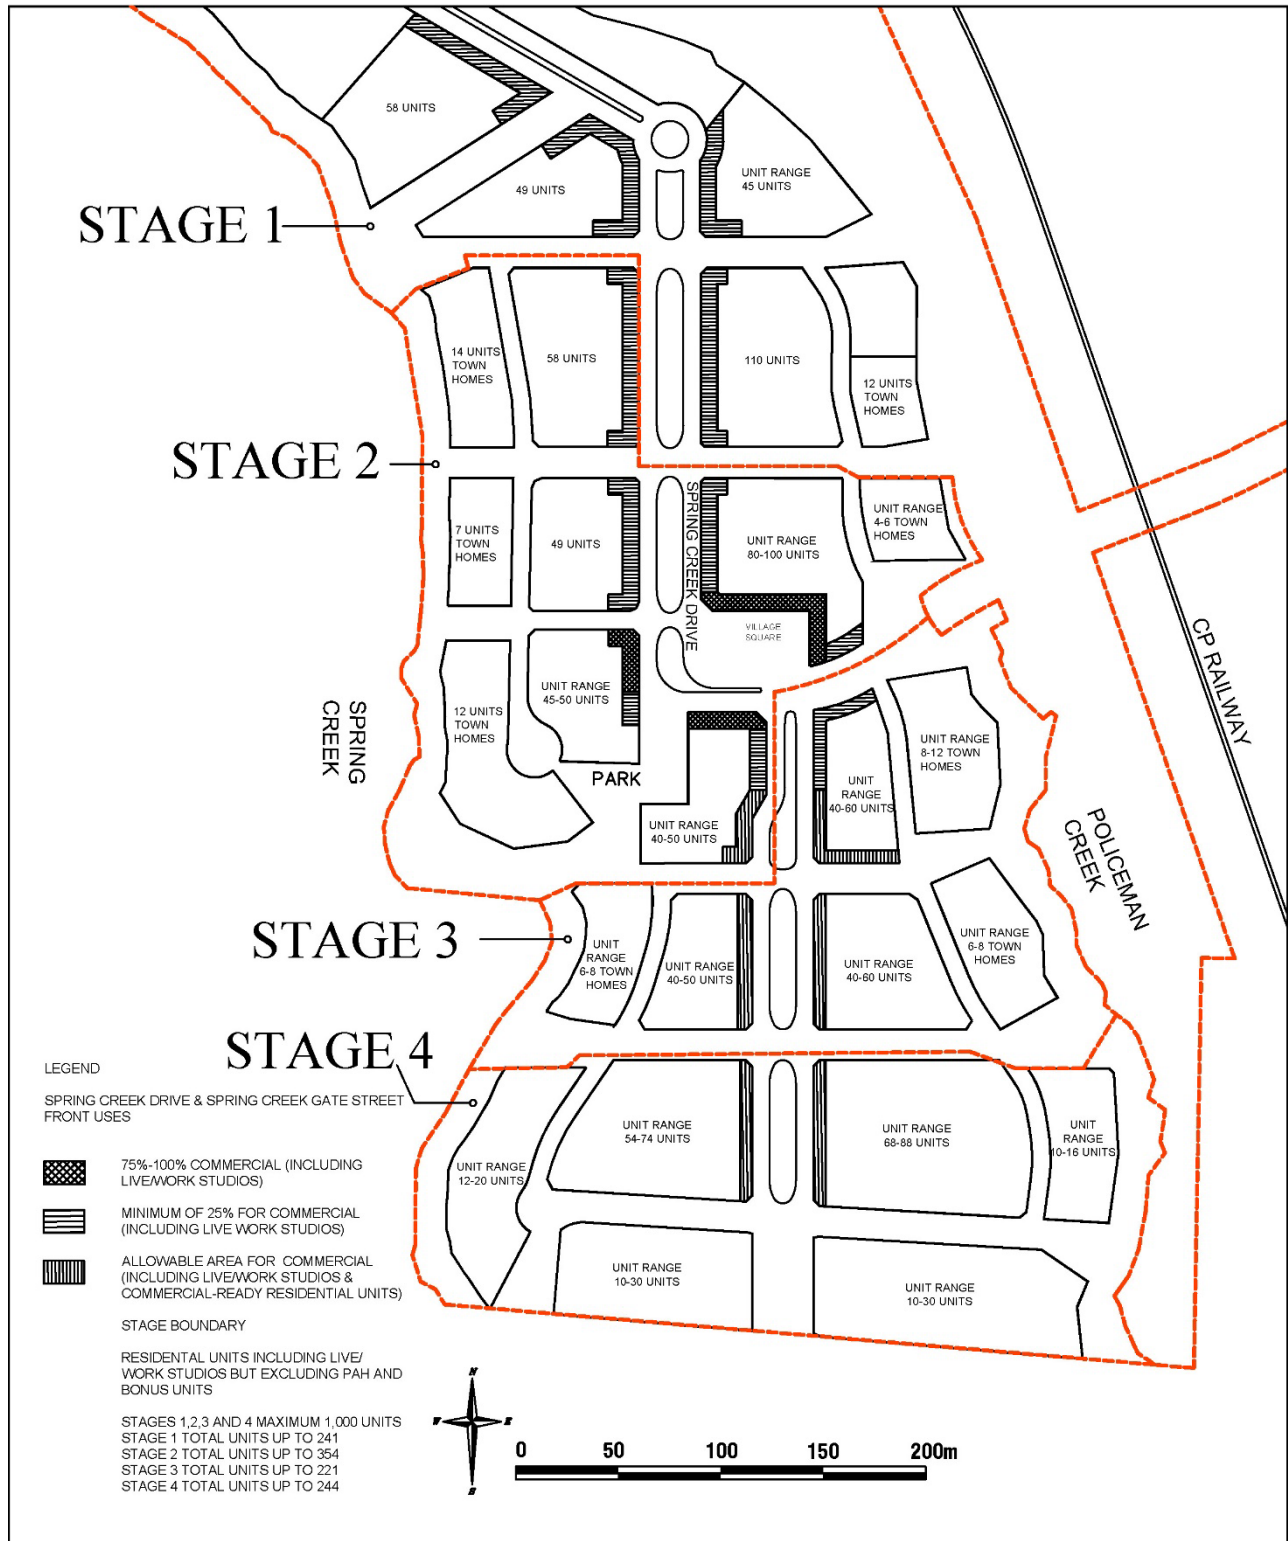 58 UNITS
49 UNITS
UNIT RANGE
45 UNITS
STAGE 1
14 UNITS
TOWN
HOMES
58 UNITS
110 UNITS
12 UNITS
TOWN
HOMES
STAGE 2
7 UNITS
TOWN
HOMES
49 UNITS
SPRING CREEK DRIVE
UNIT RANGE
80-100 UNITS
UNIT RANGE
4-6 TOWN
HOMES
VILLAGE
SQUARE
CP RAILWAY
SPRING
CREEK
12 UNITS
TOWN
HOMES
UNIT RANGE
45-50 UNITS
PARK
UNIT RANGE
40-50 UNITS
UNIT
RANGE
40-60 UNITS
UNIT RANGE
8-12 TOWN
HOMES
POLICEMAN
CREEK
STAGE 3
UNIT
RANGE
6-8 TOWN
HOMES
UNIT RANGE
40-50 UNITS
UNIT RANGE
40-60 UNITS
UNIT RANGE
6-8 TOWN
HOMES
STAGE 4
UNIT RANGE
12-20 UNITS
UNIT RANGE
54-74 UNITS
UNIT RANGE
68-88 UNITS
UNIT
RANGE
10-16 UNITS
UNIT RANGE
10-30 UNITS
UNIT RANGE
10-30 UNITS
LEGEND
SPRING CREEK DRIVE & SPRING CREEK GATE STREET
FRONT USES
75%-100% COMMERCIAL (INCLUDING
LIVE/WORK STUDIOS)
MINIMUM OF 25% FOR COMMERCIAL
(INCLUDING LIVE WORK STUDIOS)
ALLOWABLE AREA FOR COMMERCIAL
(INCLUDING LIVE/WORK STUDIOS &
COMMERCIAL-READY RESIDENTIAL UNITS)
STAGE BOUNDARY
RESIDENTAL UNITS INCLUDING LIVE/
WORK STUDIOS BUT EXCLUDING PAH AND
BONUS UNITS
STAGES 1,2,3 AND 4 MAXIMUM 1,000 UNITS
STAGE 1 TOTAL UNITS UP TO 241
STAGE 2 TOTAL UNITS UP TO 354
STAGE 3 TOTAL UNITS UP TO 221
STAGE 4 TOTAL UNITS UP TO 244
N
W E
S
0 50 100 150 200m